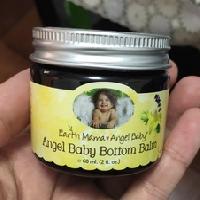 Earth Mama Angel Baby
Angel Baby Bottom Balm
60 ml. (2 fl. oz.)